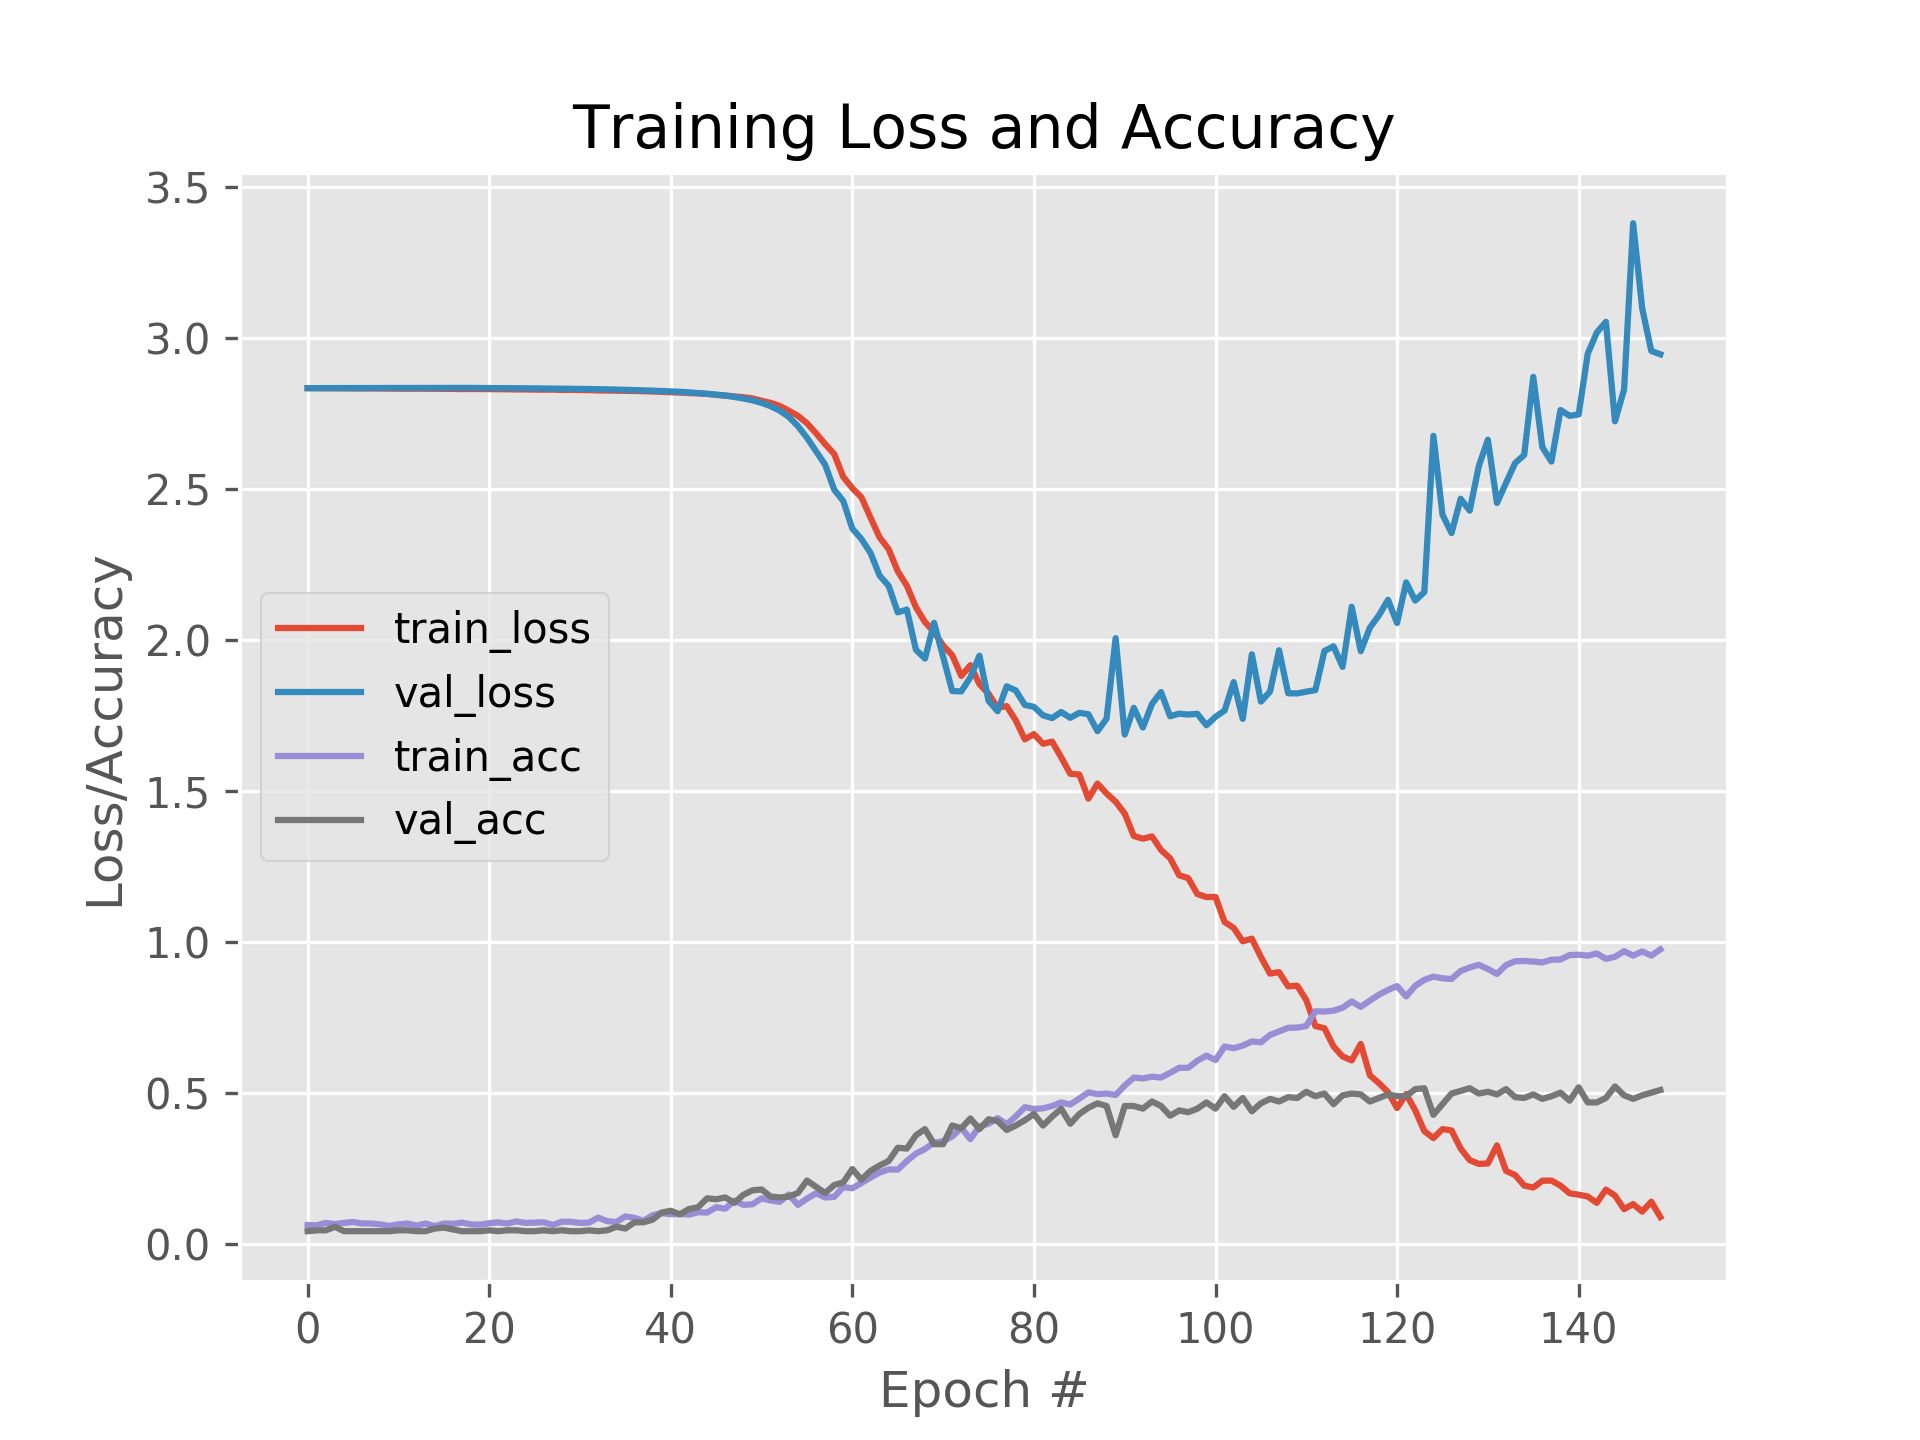 Training Loss and Accuracy
3.5
3.0
2.5
2.0
1.5
1.0
0.5
0.0
Loss/Accuracy
train_loss
val_loss
train_acc
val_acc
0 20 40 60 80 100 120 140
Epoch #